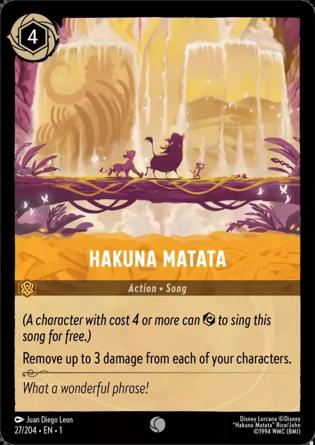 4
HAKUNA MATATA
Action • Song
(A character with cost 4 or more can to sing this
song for free.)
Remove up to 3 damage from each of your characters.
What a wonderful phrase!
Juan Diego Leon
27/204 • EN • 1
Disney Lorcana ©Disney
"Hakuna Matata" Rice/John
©1994 WMC (BMI)